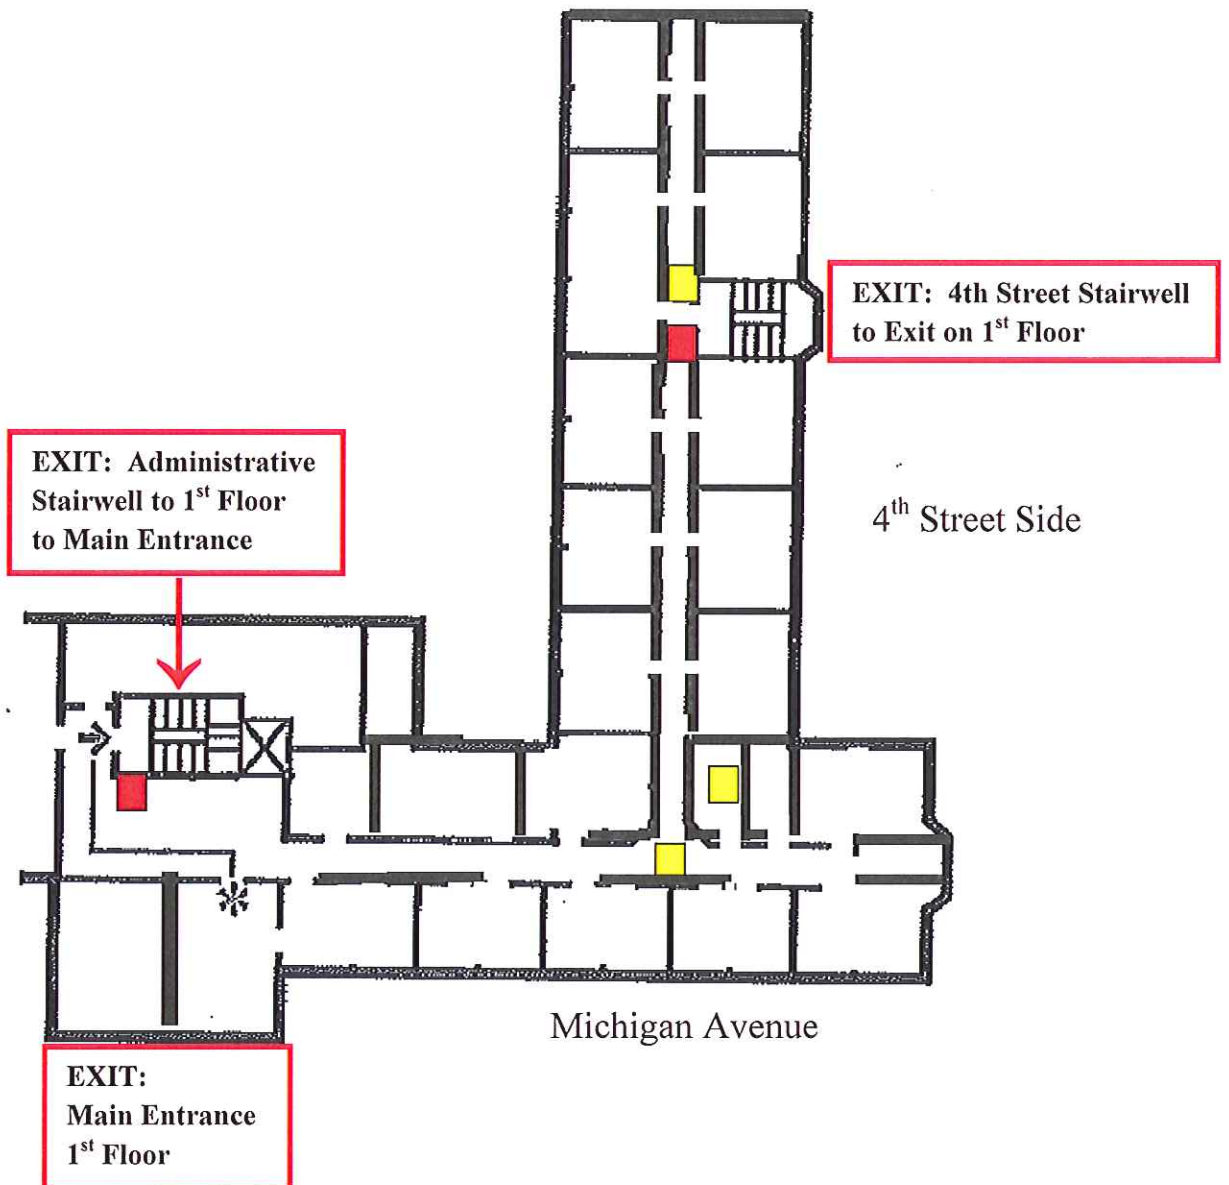 EXIT:  4th Street Stairwell
to Exit on 1st Floor
EXIT:  Administrative
Stairwell to 1st Floor
to Main Entrance
4th Street Side
Michigan Avenue
EXIT:
Main Entrance
1st Floor